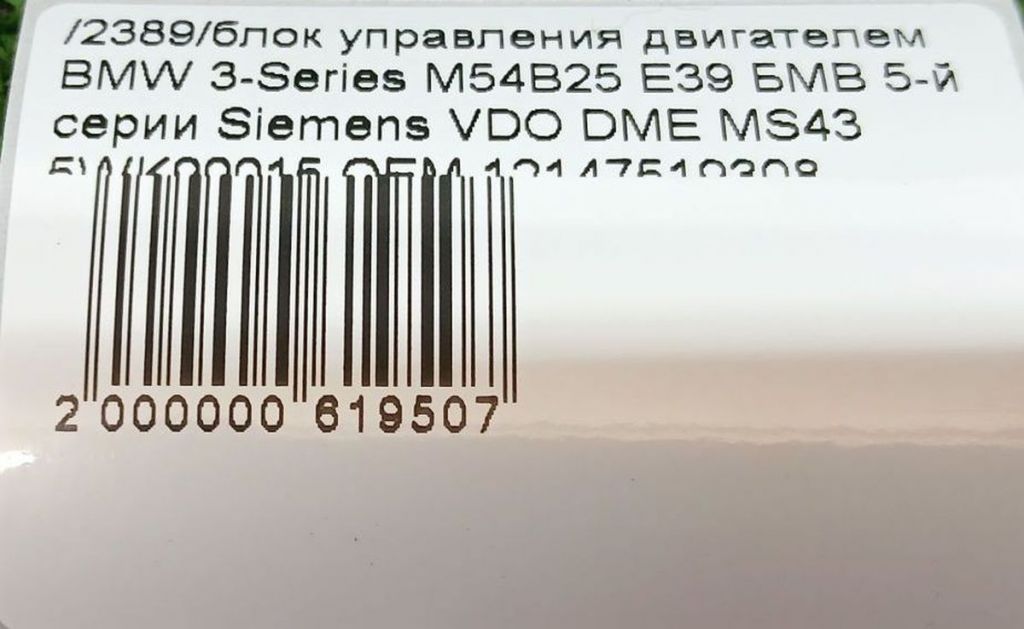 /2389/блок управления двигателем
BMW 3-Series M54B25 E39 БМВ 5-й
серии Siemens VDO DME MS43
OEM
2 000000 619507